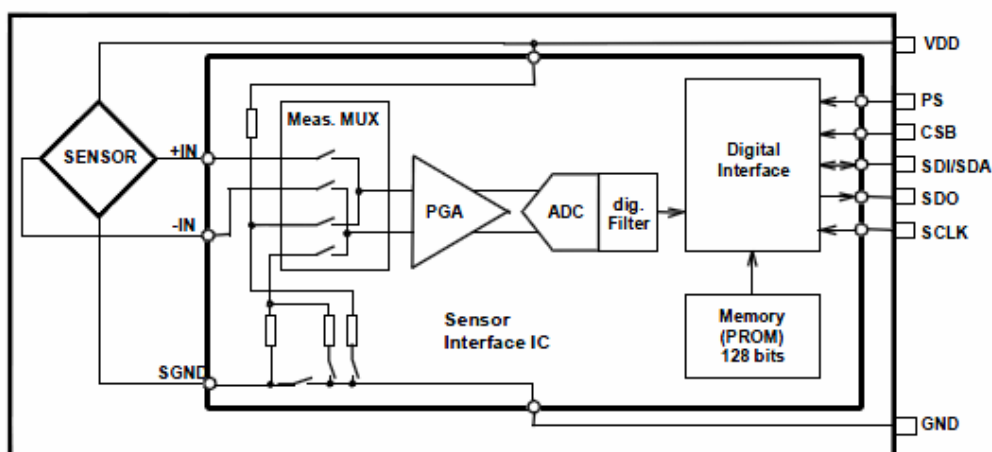 VDD
PS
Meas. MUX
CSB
+IN
SENSOR
Digital
Interface
SDI/SDA
PGA
ADC
dig.
Filter
SDO
-IN
SCLK
Sensor
Interface IC
Memory
(PROM)
128 bits
SGND
GND